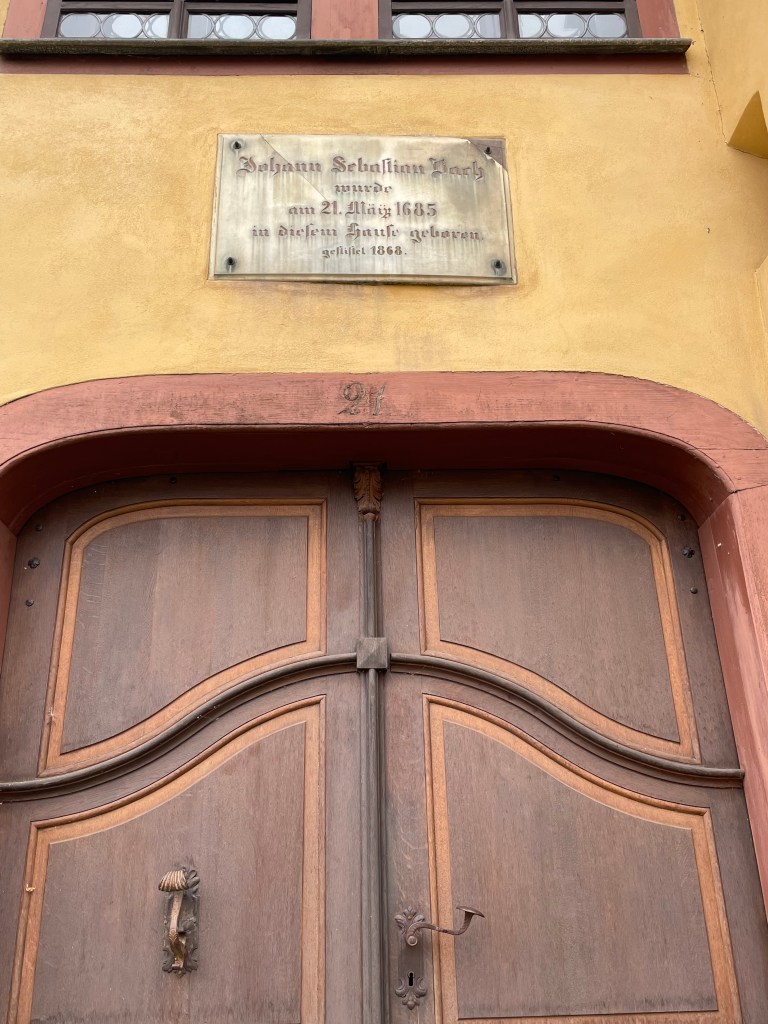 Johann Sebastian Bach
wurde
am 21. März 1685
in diesem Hause geboren.
gestiftet 1868.
21